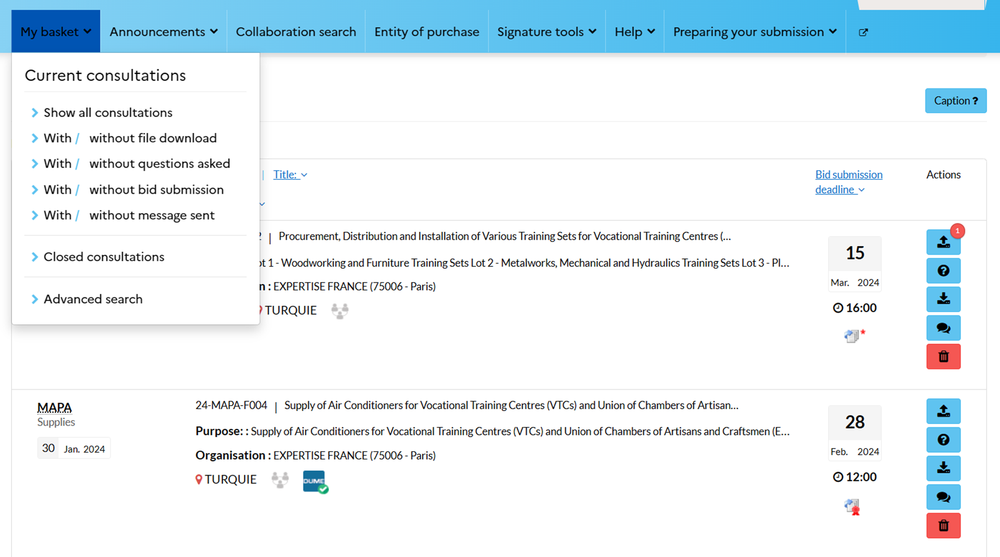 My basket
Announcements
Collaboration search
Entity of purchase
Signature tools
Help
Preparing your submission
Current consultations
Show all consultations
With / without file download
With / without questions asked
With / without bid submission
With / without message sent
Closed consultations
Advanced search
Caption ?
| Title:
Bid submission
deadline
Actions
| Procurement, Distribution and Installation of Various Training Sets for Vocational Training Centres (...
1 - Woodworking and Furniture Training Sets Lot 2 - Metalworks, Mechanical and Hydraulics Training Sets Lot 3 - Pl...
: EXPERTISE FRANCE (75006 - Paris)
TURQUIE
15
Mar. 2024
16:00
1
MAPA
Supplies
30 Jan. 2024
24-MAPA-F004 | Supply of Air Conditioners for Vocational Training Centres (VTCs) and Union of Chambers of Artisan...
Purpose: : Supply of Air Conditioners for Vocational Training Centres (VTCs) and Union of Chambers of Artisans and Craftsmen (E...
Organisation : EXPERTISE FRANCE (75006 - Paris)
TURQUIE
DUME
28
Feb. 2024
12:00